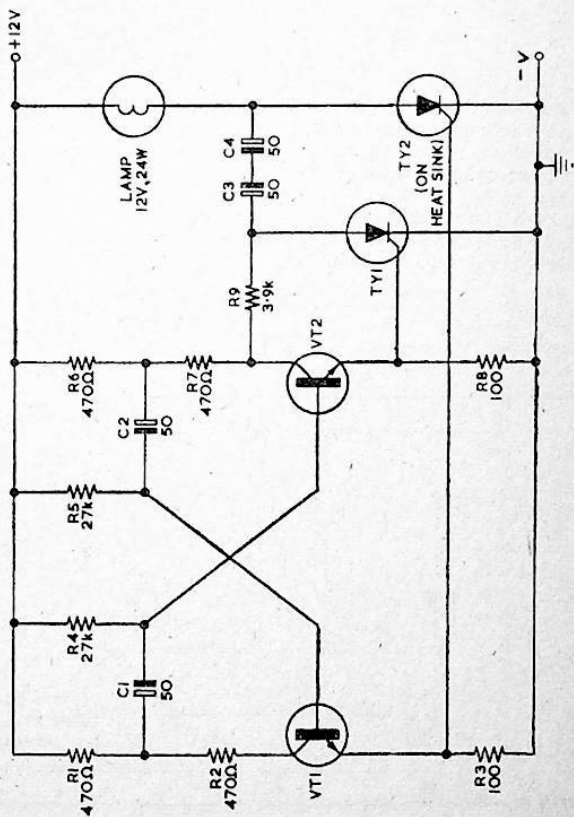 R1
470Ω
R2
470Ω
VT1
R3
100
C1
50
R4
27k
R5
27k
C2
50
R6
470Ω
R7
470Ω
VT2
R8
100
R9
3·9k
C3
50
C4
50
TY1
LAMP
12V, 24W
TY2
(ON
HEAT SINK)
+12V
-V